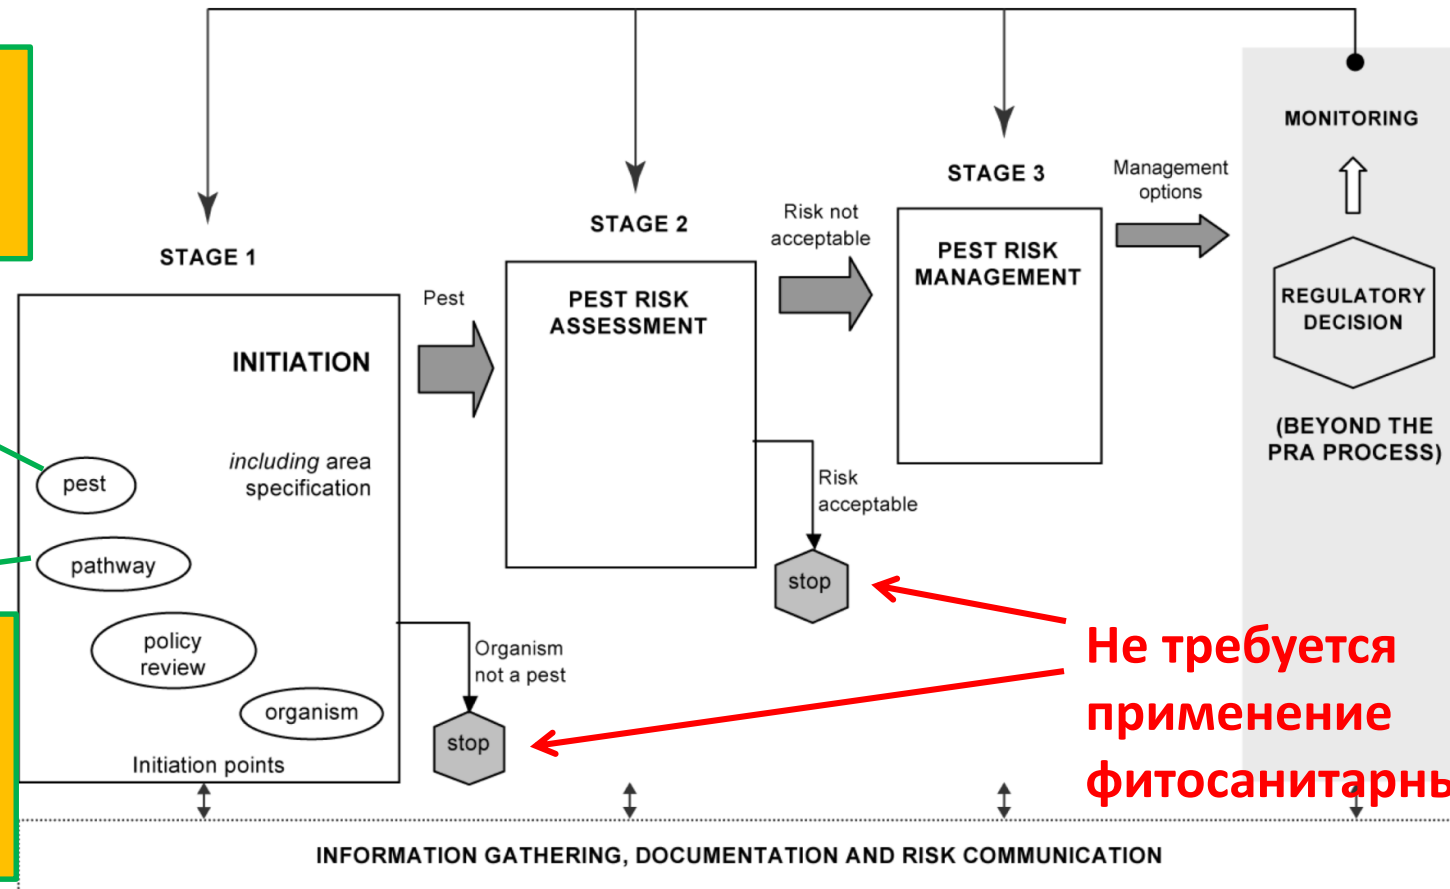 STAGE 1
INITIATION
including area
specification
pest
pathway
policy
review
organism
Initiation points
Pest
Organism
not a pest
stop
STAGE 2
PEST RISK
ASSESSMENT
Risk not
acceptable
Risk
acceptable
stop
STAGE 3
PEST RISK
MANAGEMENT
Management
options
MONITORING
REGULATORY
DECISION
(BEYOND THE
PRA PROCESS)
Не требуется
применение
INFORMATION GATHERING, DOCUMENTATION AND RISK COMMUNICATION